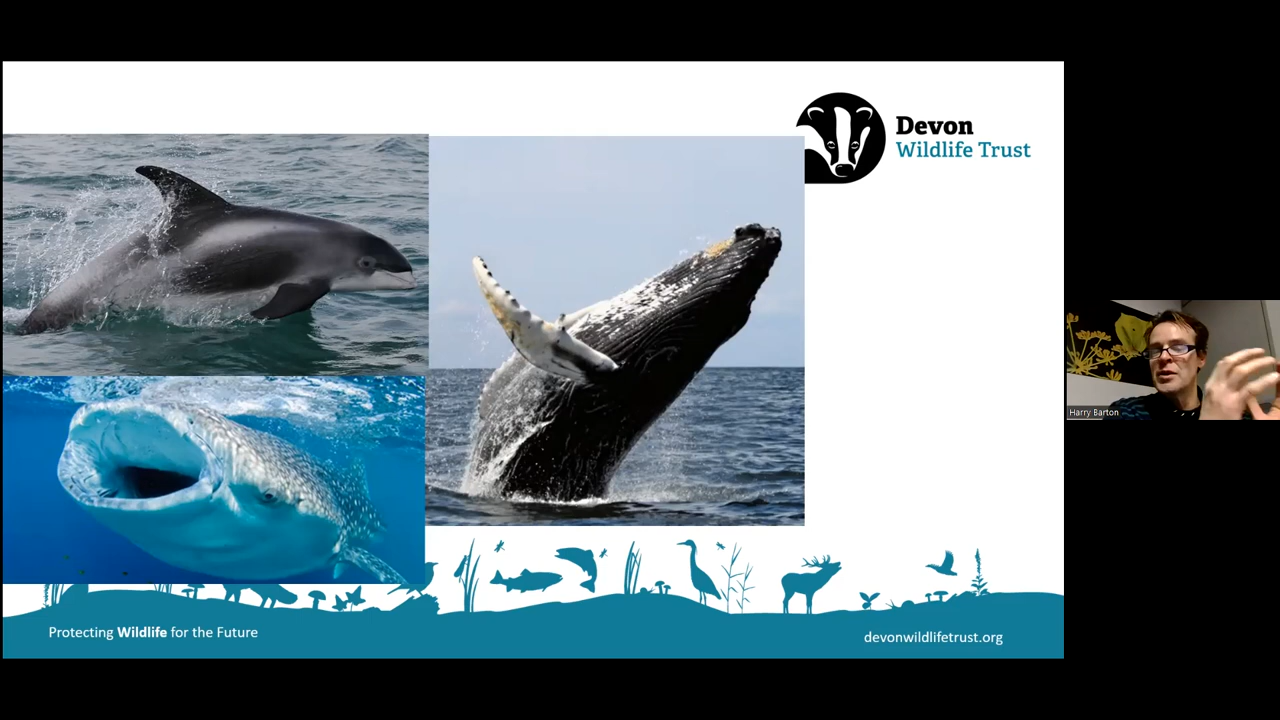 Devon
Wildlife Trust
Harry Barton
Protecting Wildlife for the Future
devonwildlifetrust.org